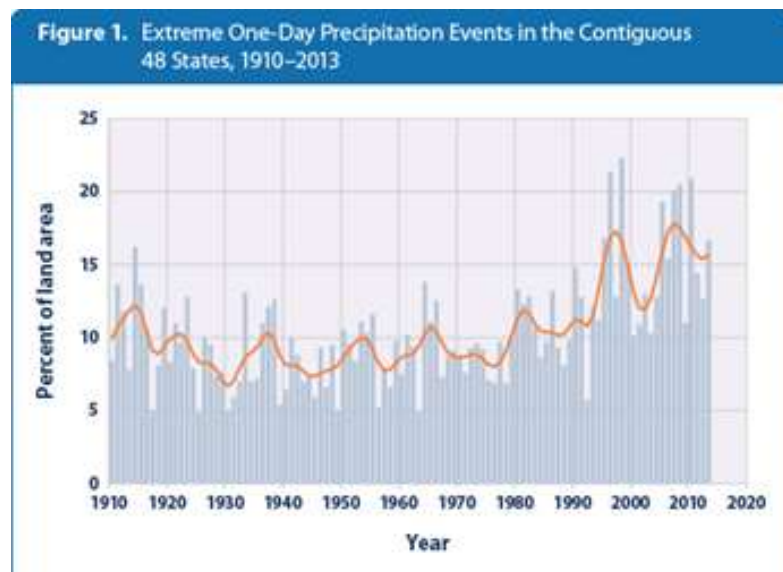 Figure 1. Extreme One-Day Precipitation Events in the Contiguous
48 States, 1910–2013
25
20
15
10
5
0
Percent of land area
1910 1920 1930 1940 1950 1960 1970 1980 1990 2000 2010 2020
Year